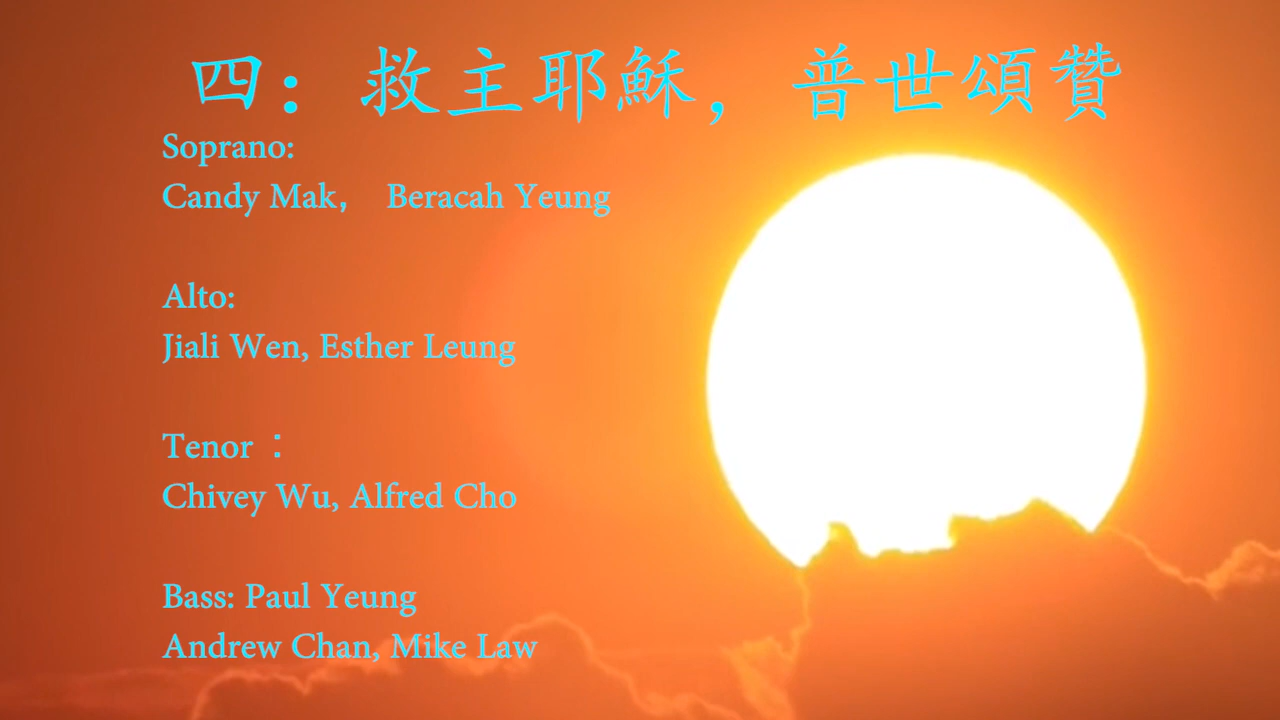 四：救主耶穌，普世頌贊
Soprano:
Candy Mak， Beracah Yeung
Alto:
Jiali Wen, Esther Leung
Tenor ：
Chivey Wu, Alfred Cho
Bass: Paul Yeung
Andrew Chan, Mike Law